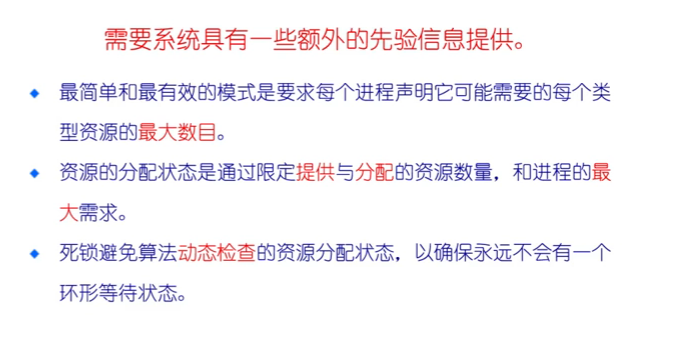 需要系统具有一些额外的先验信息提供。
最简单和最有效的模式是要求每个进程声明它可能需要的每个类
型资源的最大数目。
资源的分配状态是通过限定提供与分配的资源数量，和进程的最
大需求。
死锁避免算法动态检查的资源分配状态，以确保永远不会有一个
环形等待状态。